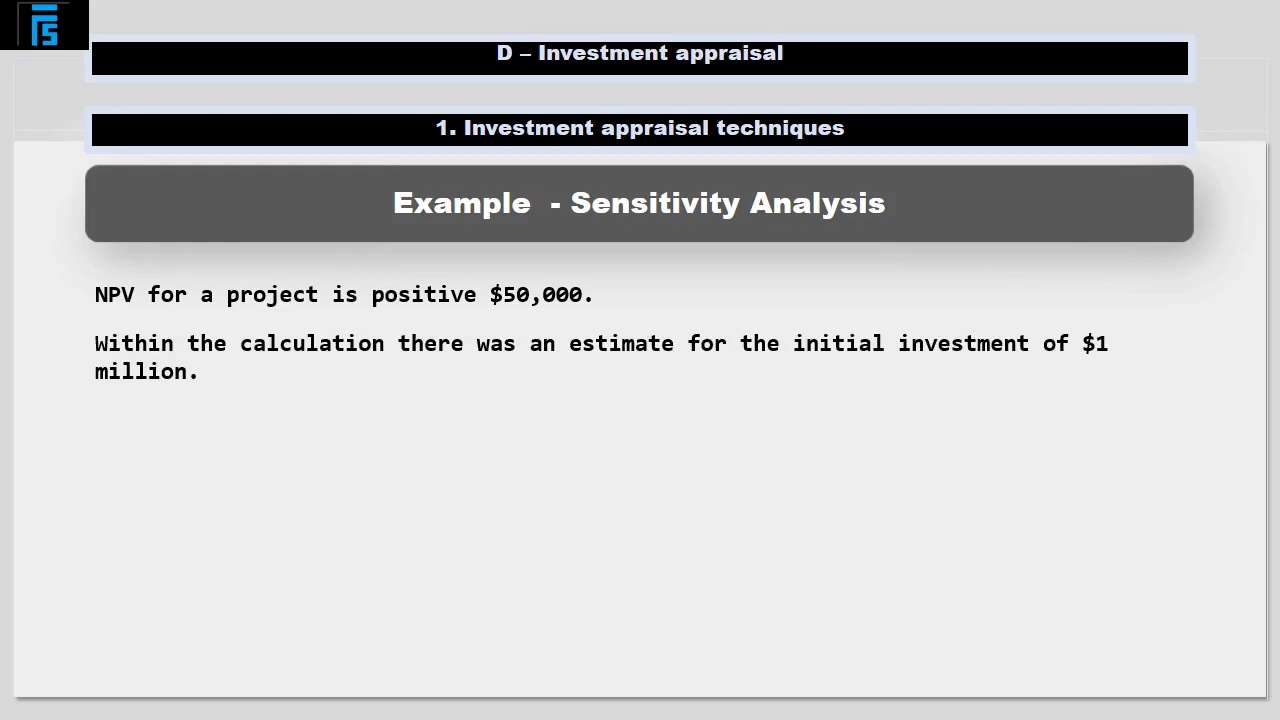 D – Investment appraisal
1. Investment appraisal techniques
Example  - Sensitivity Analysis
NPV for a project is positive $50,000.
Within the calculation there was an estimate for the initial investment of $1
million.